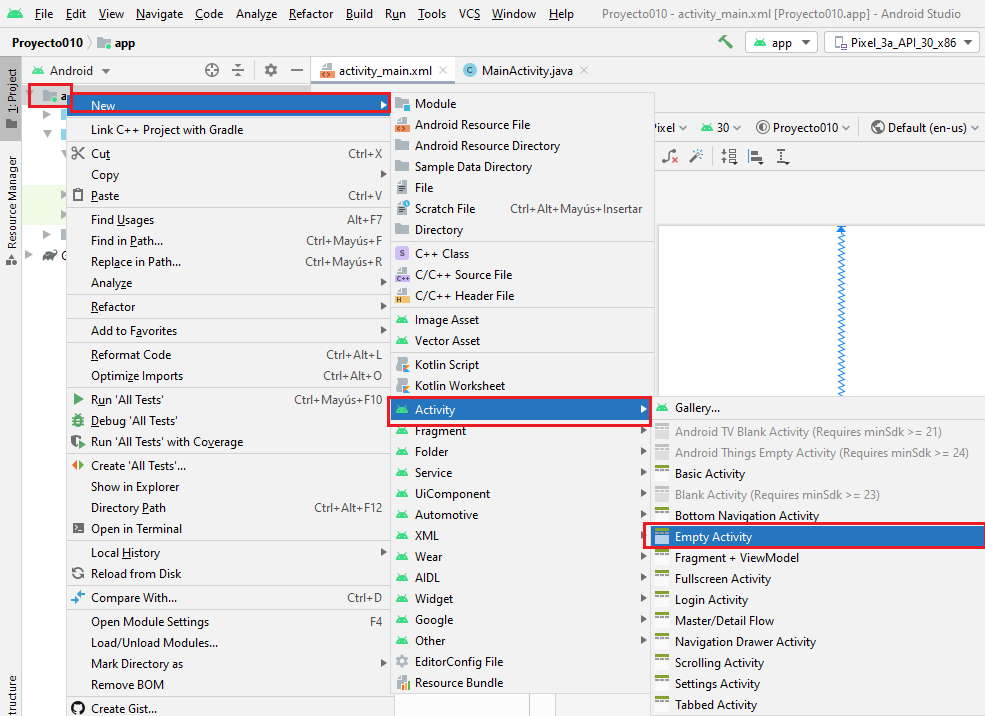 File Edit View Navigate Code Analyze Refactor Build Run Tools VCS Window Help Proyecto010 - activity_main.xml [Proyecto010.app] - Android Studio
Proyecto010 app app Pixel_3a_API_30_x86
1: Project
Resource Manager
Android activity_main.xml MainActivity.java
Pixel 30 Proyecto010 Default (en-us)
New
Link C++ Project with Gradle
Cut Ctrl+X
Copy
Paste Ctrl+V
Find Usages Alt+F7
Find in Path... Ctrl+Mayús+F
Replace in Path... Ctrl+Mayús+R
Analyze
Refactor
Add to Favorites
Reformat Code Ctrl+Alt+L
Optimize Imports Ctrl+Alt+O
Run 'All Tests' Ctrl+Mayús+F10
Debug 'All Tests'
Run 'All Tests' with Coverage
Create 'All Tests'...
Show in Explorer
Directory Path Ctrl+Alt+F12
Open in Terminal
Local History
Reload from Disk
Compare With... Ctrl+D
Open Module Settings F4
Load/Unload Modules...
Mark Directory as
Remove BOM
Create Gist...
Module
Android Resource File
Android Resource Directory
Sample Data Directory
File
Scratch File Ctrl+Alt+Mayús+Insertar
Directory
S C++ Class
C++ C/C++ Source File
H C/C++ Header File
Image Asset
Vector Asset
Kotlin Script
Kotlin Worksheet
Activity
Fragment
Folder
Service
UiComponent
Automotive
XML
Wear
AIDL
Widget
Google
Other
EditorConfig File
Resource Bundle
Gallery...
Android TV Blank Activity (Requires minSdk >= 21)
Android Things Empty Activity (Requires minSdk >= 24)
Basic Activity
Blank Activity (Requires minSdk >= 23)
Bottom Navigation Activity
Empty Activity
Fragment + ViewModel
Fullscreen Activity
Login Activity
Master/Detail Flow
Navigation Drawer Activity
Scrolling Activity
Settings Activity
Tabbed Activity